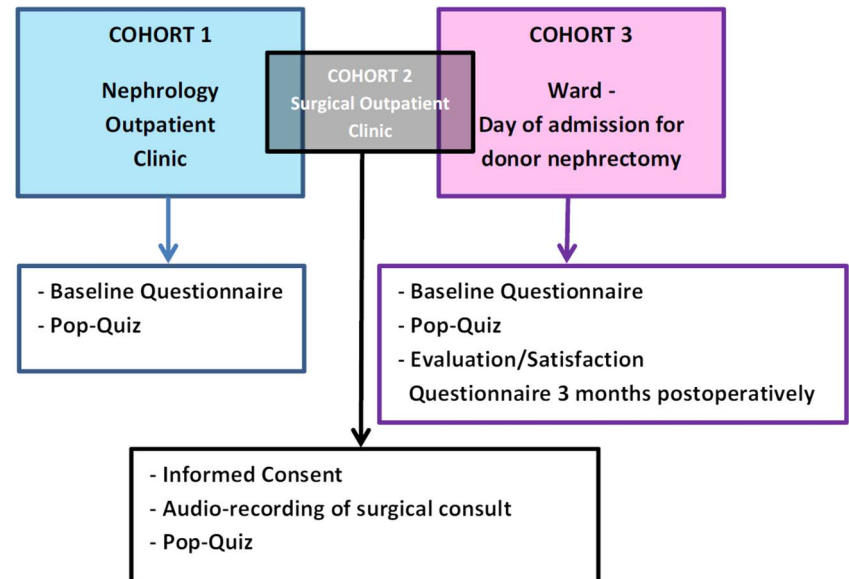 COHORT 1
Nephrology
Outpatient
Clinic
COHORT 2
Surgical Outpatient
Clinic
COHORT 3
Ward -
Day of admission for
donor nephrectomy
- Baseline Questionnaire
- Pop-Quiz
- Baseline Questionnaire
- Pop-Quiz
- Evaluation/Satisfaction
Questionnaire 3 months postoperatively
- Informed Consent
- Audio-recording of surgical consult
- Pop-Quiz